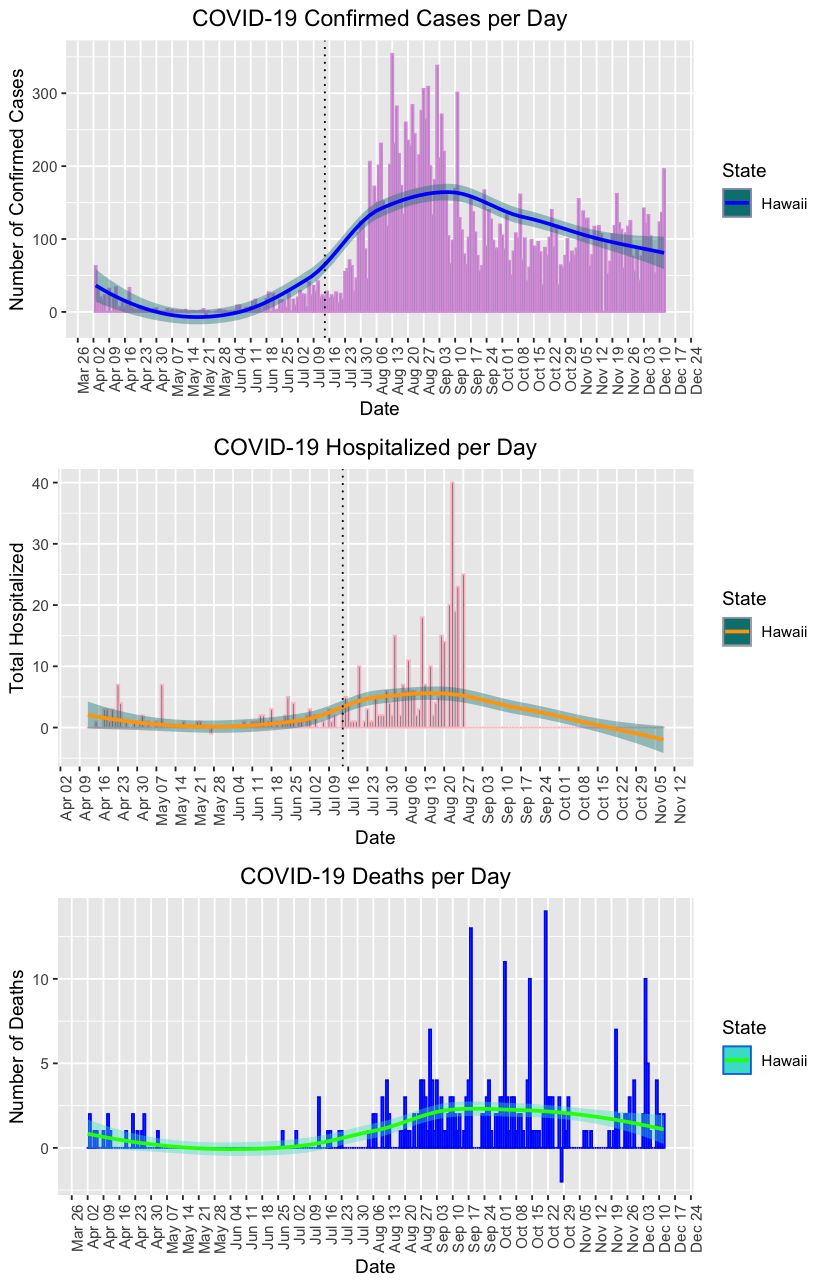 COVID-19 Confirmed Cases per Day
Number of Confirmed Cases
300
200
100
0
Mar 26
Apr 02
Apr 09
Apr 16
Apr 23
Apr 30
May 07
May 14
May 21
May 28
Jun 04
Jun 11
Jun 18
Jun 25
Jul 02
Jul 09
Jul 16
Jul 23
Jul 30
Aug 06
Aug 13
Aug 20
Aug 27
Sep 03
Sep 10
Sep 17
Sep 24
Oct 01
Oct 08
Oct 15
Oct 22
Oct 29
Nov 05
Nov 12
Nov 19
Nov 26
Dec 03
Dec 10
Dec 17
Dec 24
Date
State
Hawaii
COVID-19 Hospitalized per Day
Total Hospitalized
40
30
20
10
0
Apr 02
Apr 09
Apr 16
Apr 23
Apr 30
May 07
May 14
May 21
May 28
Jun 04
Jun 11
Jun 18
Jun 25
Jul 02
Jul 09
Jul 16
Jul 23
Jul 30
Aug 06
Aug 13
Aug 20
Aug 27
Sep 03
Sep 10
Sep 17
Sep 24
Oct 01
Oct 08
Oct 15
Oct 22
Oct 29
Nov 05
Nov 12
Date
State
Hawaii
COVID-19 Deaths per Day
Number of Deaths
10
5
0
Mar 26
Apr 02
Apr 09
Apr 16
Apr 23
Apr 30
May 07
May 14
May 21
May 28
Jun 04
Jun 11
Jun 18
Jun 25
Jul 02
Jul 09
Jul 16
Jul 23
Jul 30
Aug 06
Aug 13
Aug 20
Aug 27
Sep 03
Sep 10
Sep 17
Sep 24
Oct 01
Oct 08
Oct 15
Oct 22
Oct 29
Nov 05
Nov 12
Nov 19
Nov 26
Dec 03
Dec 10
Dec 17
Dec 24
Date
State
Hawaii